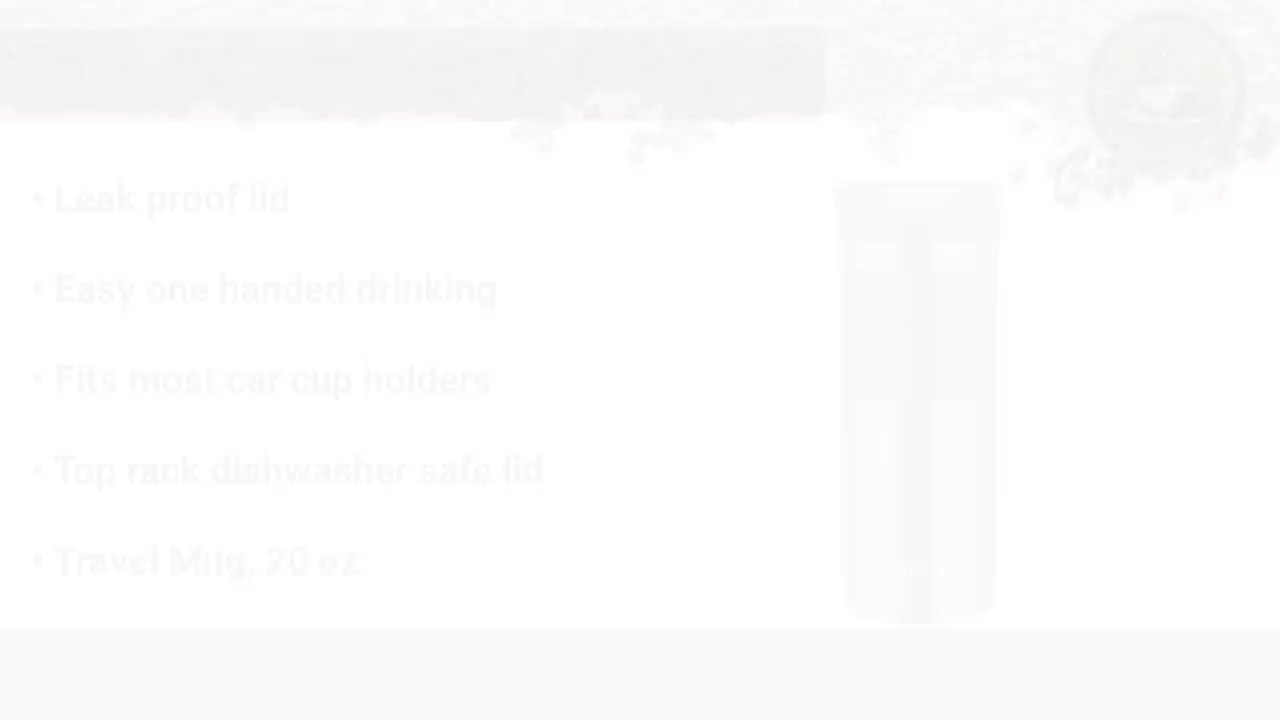 • Leak proof lid
• Easy one handed drinking
• Fits most car cup holders
• Top rack dishwasher safe lid
• Travel Mug, 20 oz